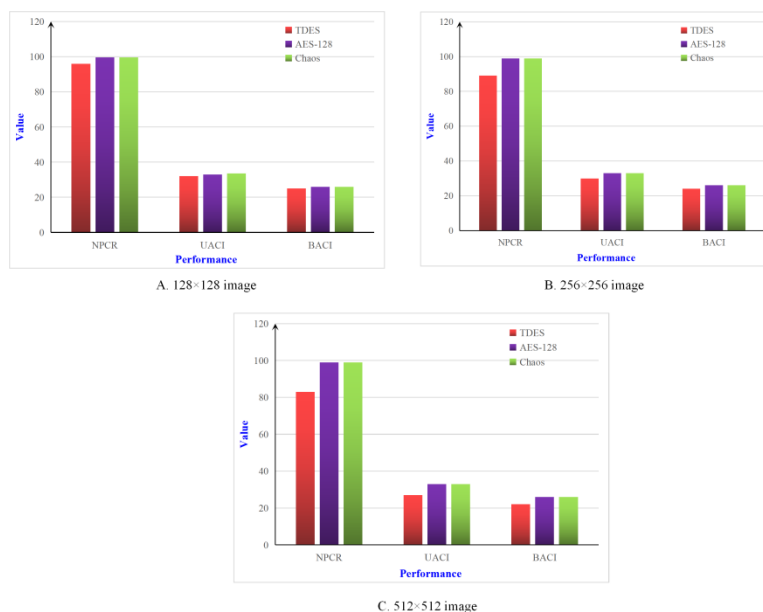 120
100
80
60
40
20
0
Value
TDES
AES-128
Chaos
NPCR
UACI
BACI
Performance
A. 128×128 image
120
100
80
60
40
20
0
Value
TDES
AES-128
Chaos
NPCR
UACI
BACI
Performance
B. 256×256 image
120
100
80
60
40
20
0
Value
TDES
AES-128
Chaos
NPCR
UACI
BACI
Performance
C. 512×512 image